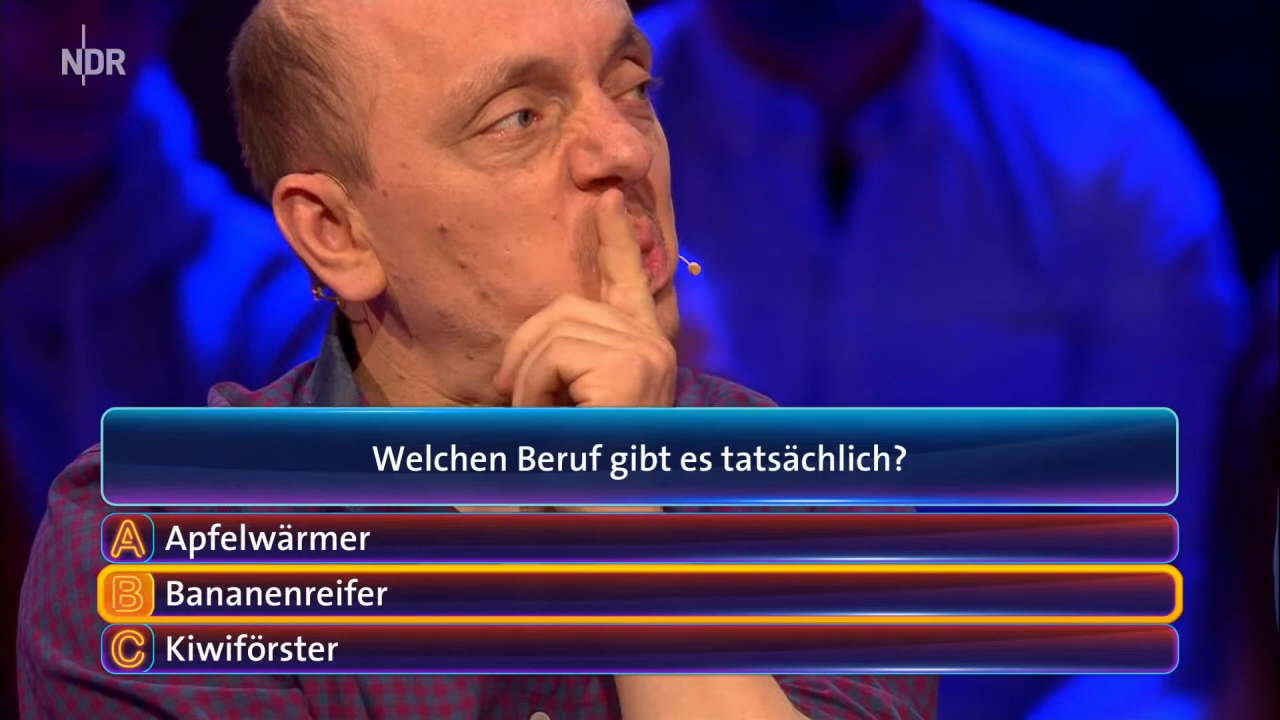 NDR
Welchen Beruf gibt es tatsächlich?
A Apfelwärmer
B Bananenreifer
C Kiwiförster